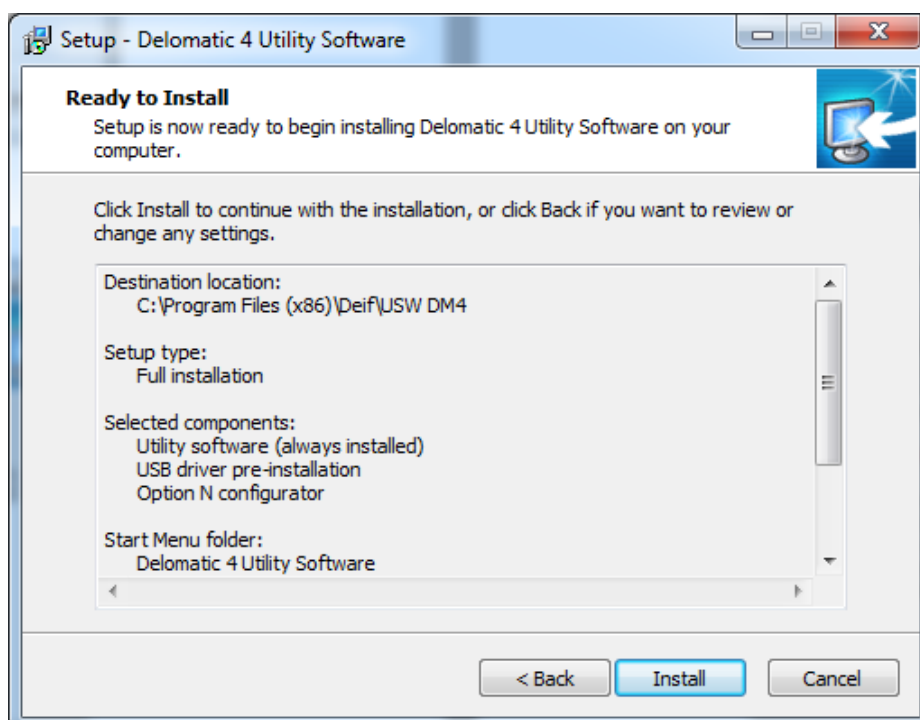 Setup - Delomatic 4 Utility Software
Ready to Install
Setup is now ready to begin installing Delomatic 4 Utility Software on your
computer.
Click Install to continue with the installation, or click Back if you want to review or
change any settings.
Destination location:
C:\Program Files (x86)\Deif\USW DM4
Setup type:
Full installation
Selected components:
Utility software (always installed)
USB driver pre-installation
Option N configurator
Start Menu folder:
Delomatic 4 Utility Software
< Back
Install
Cancel